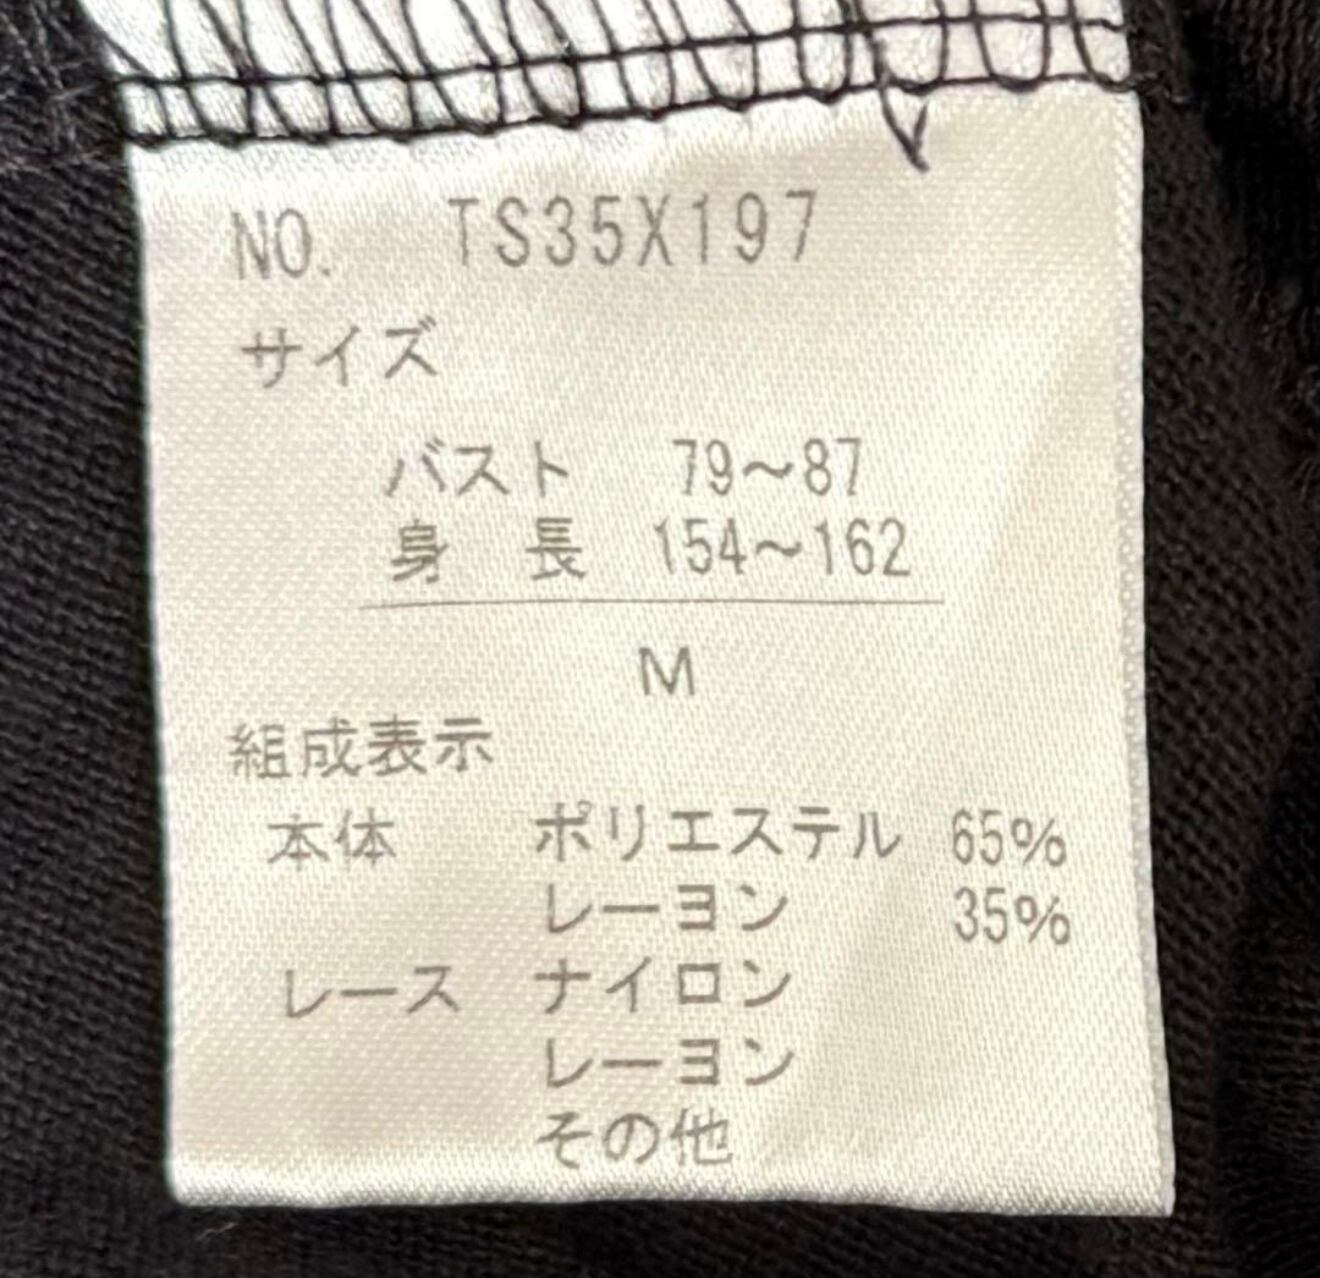 NO. TS35X197
サイズ
バスト 79～87
身 長 154～162
M
組成表示
本体 ポリエステル 65%
レーヨン 35%
レース ナイロン
レーヨン
その他